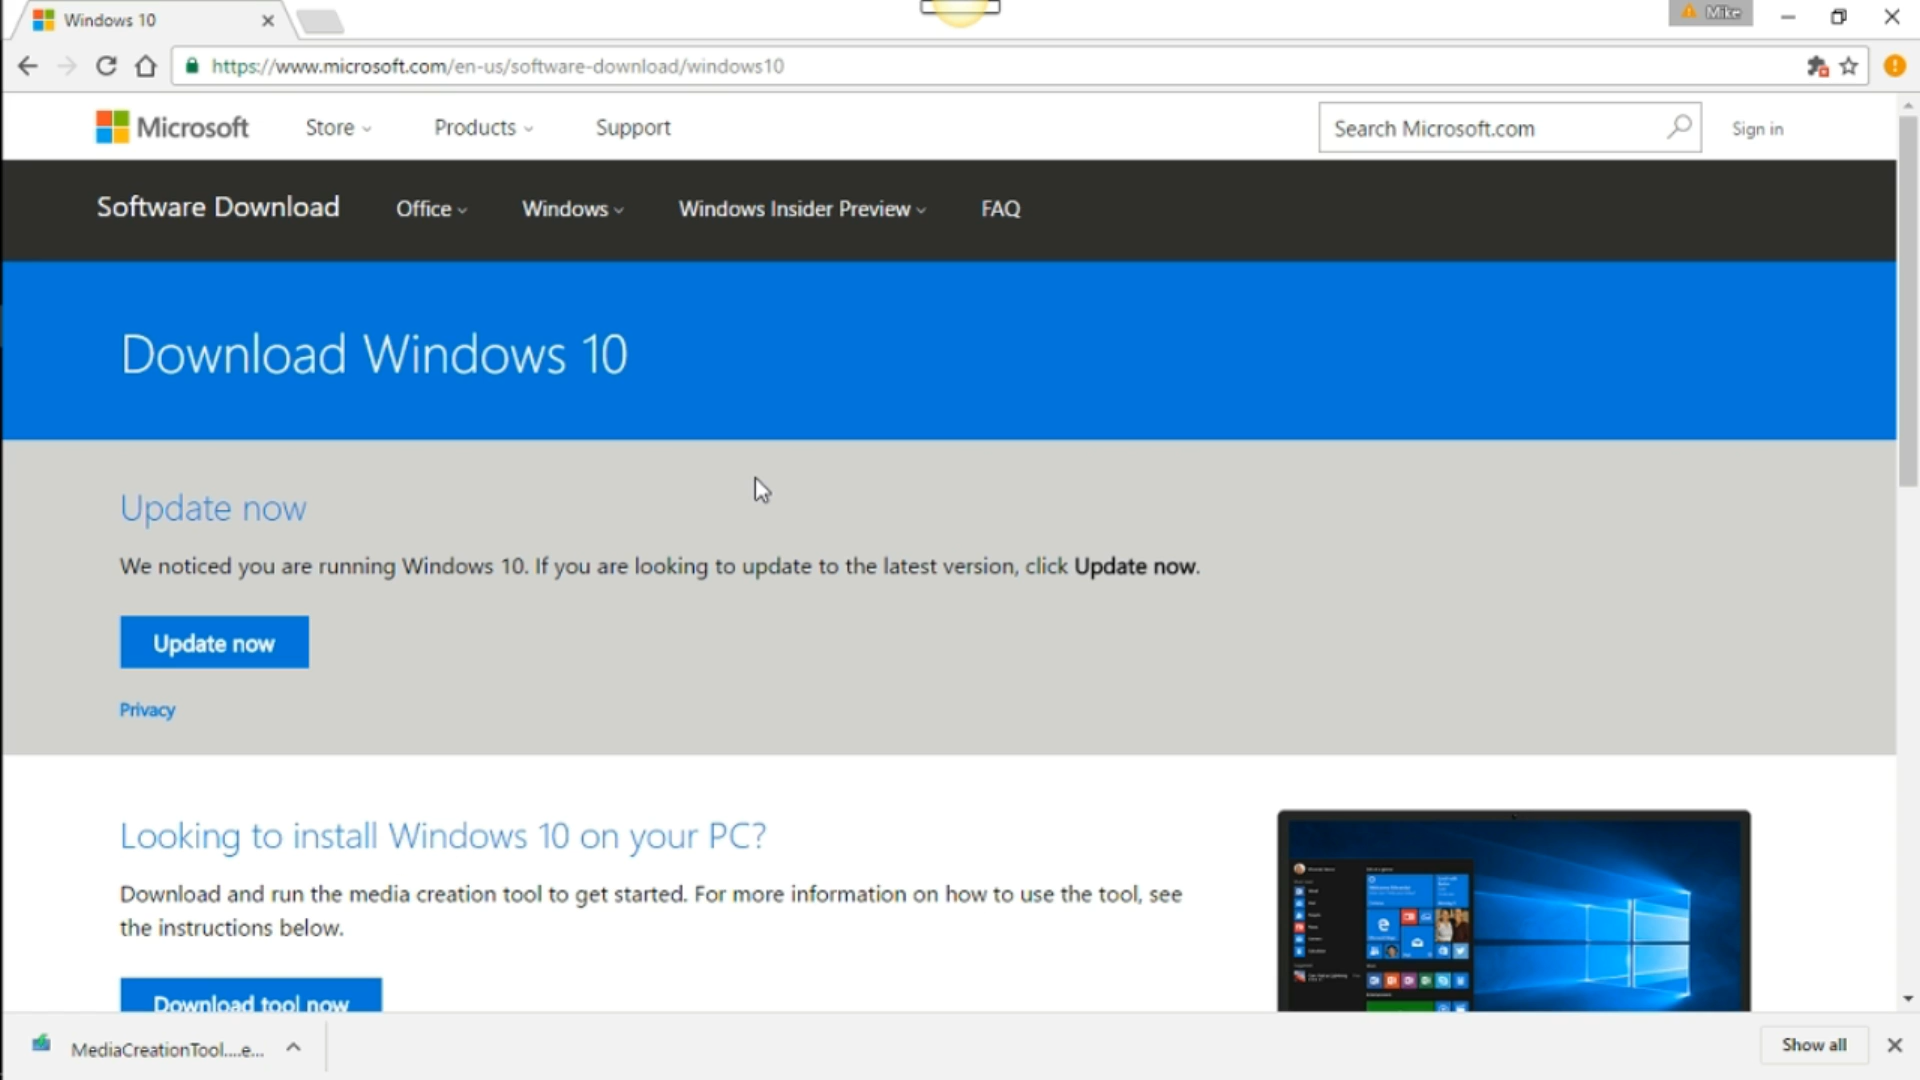 Windows 10
Mike
https://www.microsoft.com/en-us/software-download/windows10
Microsoft
Store
Products
Support
Search Microsoft.com
Sign in
Software Download
Office
Windows
Windows Insider Preview
FAQ
Download Windows 10
Update now
We noticed you are running Windows 10. If you are looking to update to the latest version, click Update now.
Update now
Privacy
Looking to install Windows 10 on your PC?
Download and run the media creation tool to get started. For more information on how to use the tool, see
the instructions below.
Download tool now
MediaCreationTool....e...
Show all